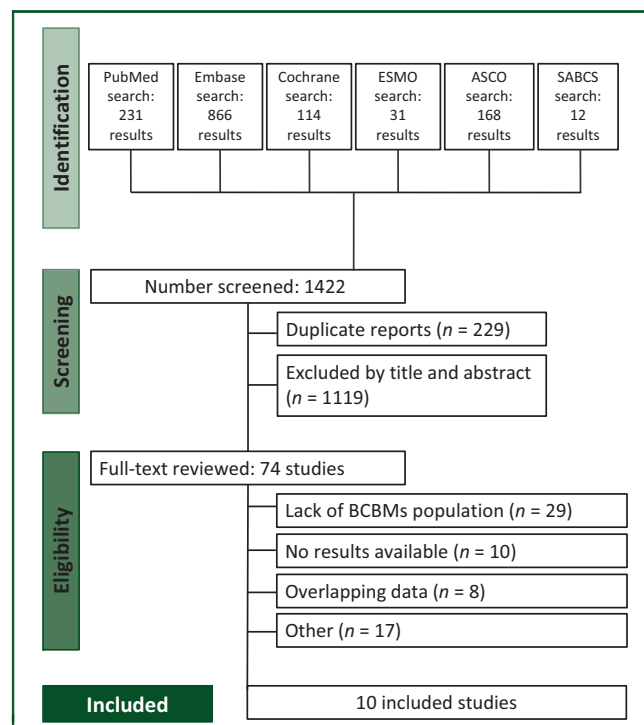 Identification
PubMed
search:
231
results
Embase
search:
866
results
Cochrane
search:
114
results
ESMO
search:
31
results
ASCO
search:
168
results
SABCS
search:
12
results
Screening
Number screened: 1422
Duplicate reports (n = 229)
Excluded by title and abstract
(n = 1119)
Eligibility
Full-text reviewed: 74 studies
Lack of BCBMs population (n = 29)
No results available (n = 10)
Overlapping data (n = 8)
Other (n = 17)
Included
10 included studies